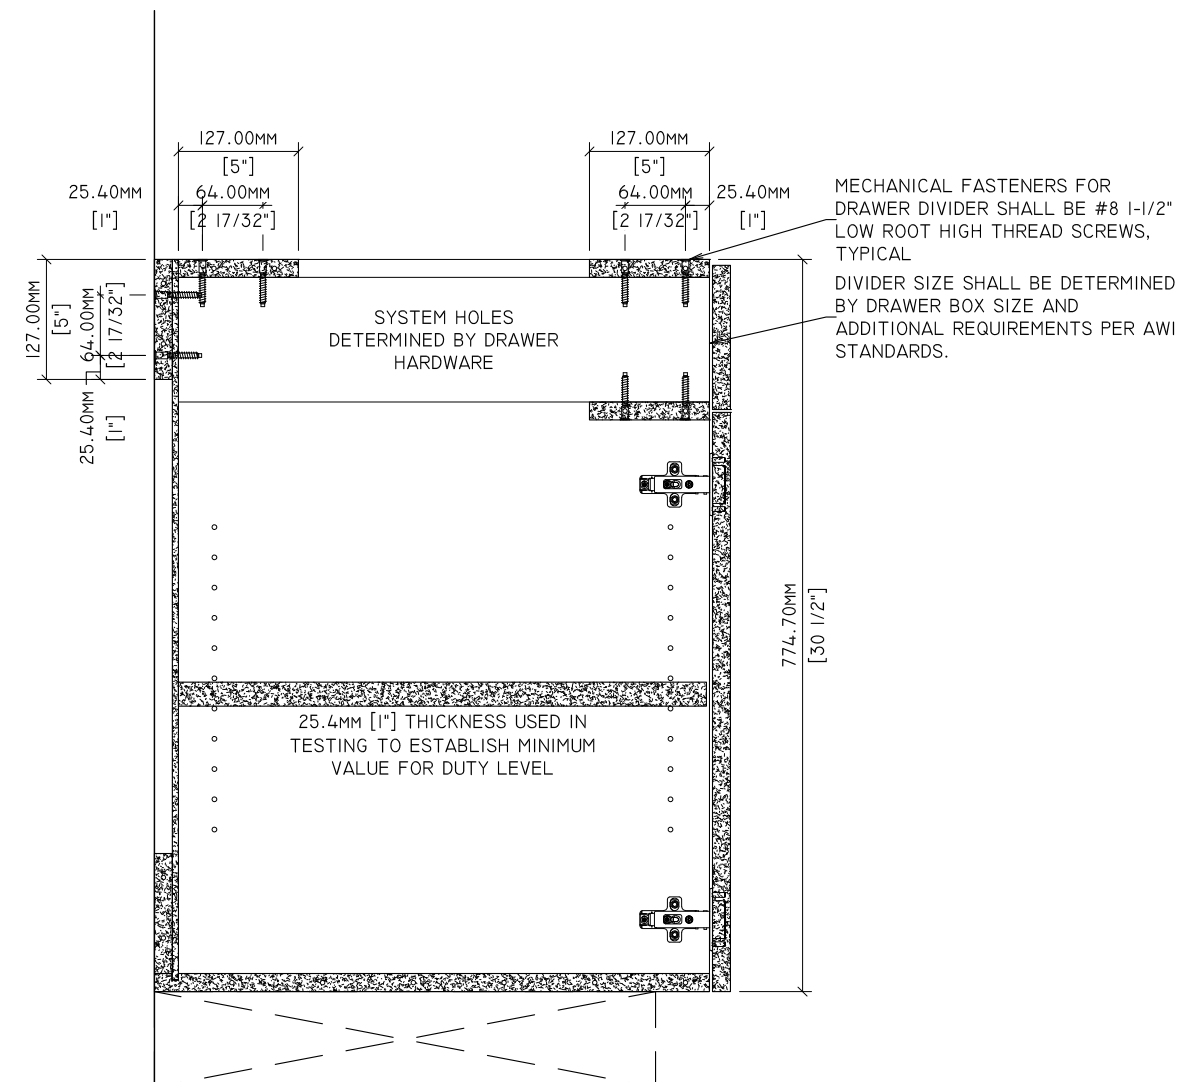 127.00MM
[5"]
127.00MM
[5"]
25.40MM
[1"]
64.00MM
[2 17/32"]
64.00MM
[2 17/32"]
25.40MM
[1"]
MECHANICAL FASTENERS FOR
DRAWER DIVIDER SHALL BE #8 1-1/2"
LOW ROOT HIGH THREAD SCREWS,
TYPICAL
DIVIDER SIZE SHALL BE DETERMINED
BY DRAWER BOX SIZE AND
ADDITIONAL REQUIREMENTS PER AWI
STANDARDS.
127.00MM
[5"]
64.00MM
[2 17/32"]
25.40MM
[1"]
SYSTEM HOLES
DETERMINED BY DRAWER
HARDWARE
774.70MM
[30 1/2"]
25.4MM [1"] THICKNESS USED IN
TESTING TO ESTABLISH MINIMUM
VALUE FOR DUTY LEVEL